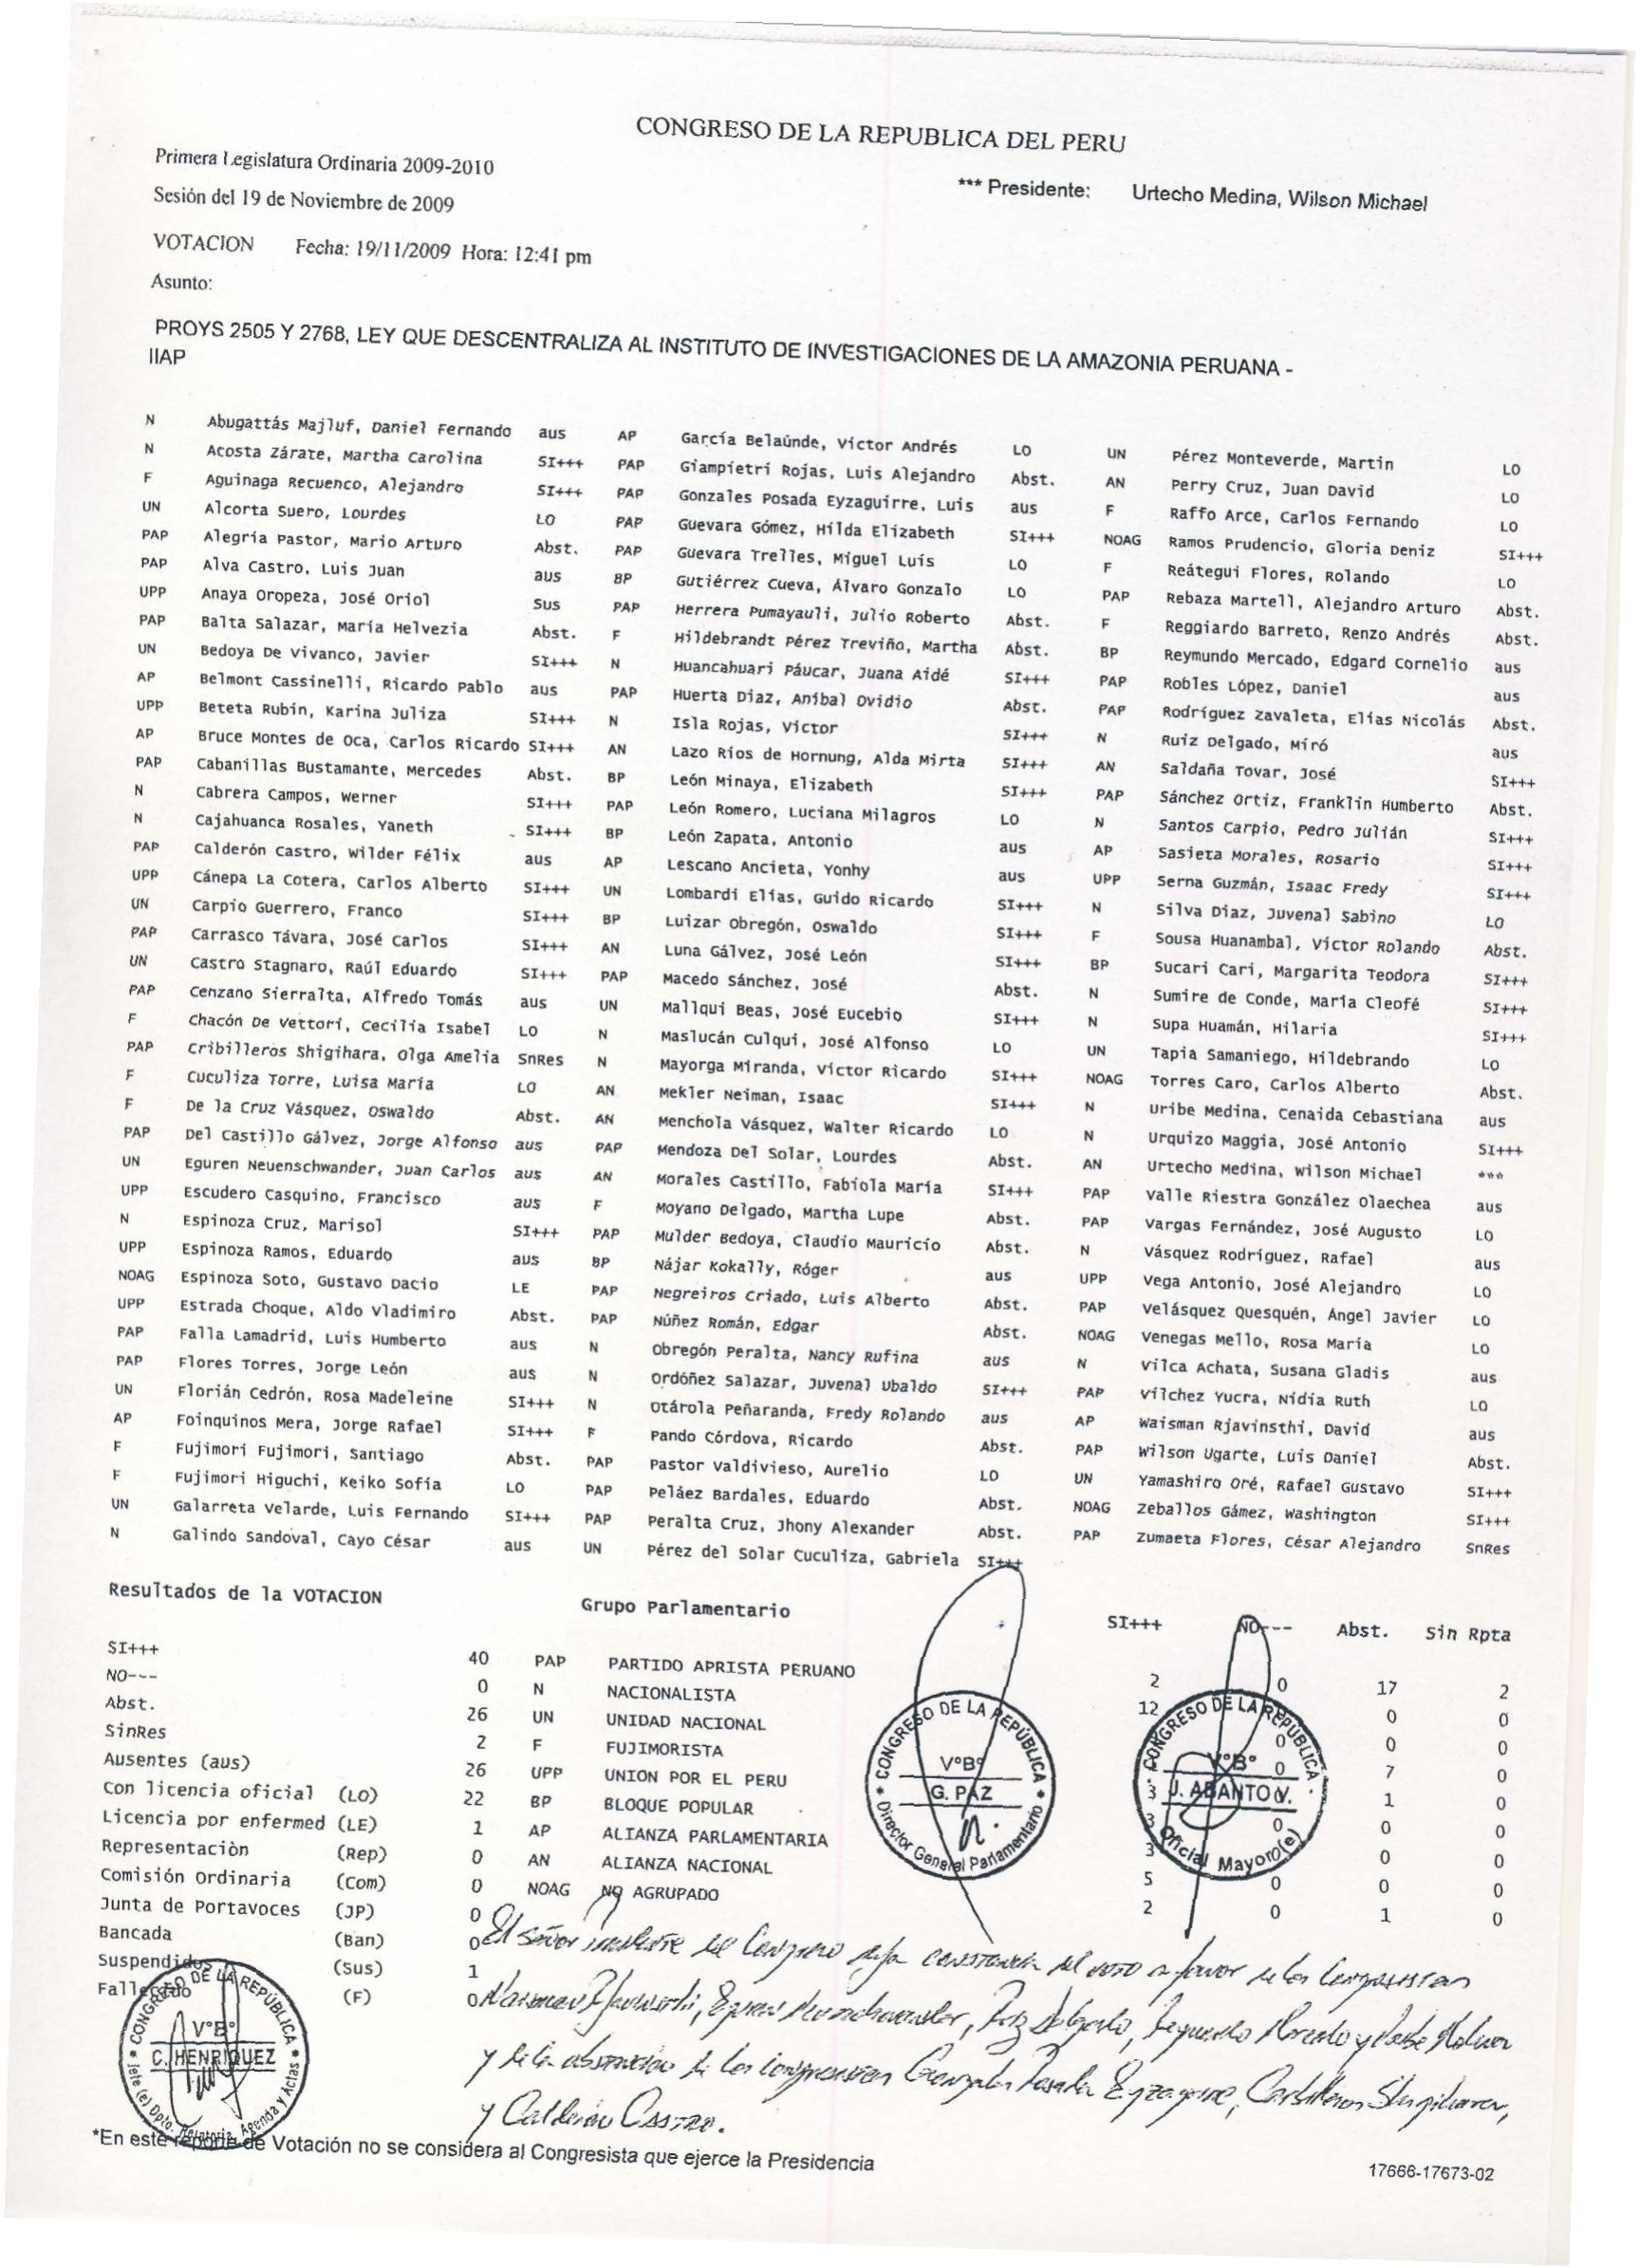 CONGRESO DE LA REPUBLICA DEL PERU
Primera Legislatura Ordinaria 2009-2010
*** Presidente: Urtecho Medina, Wilson Michael
Sesión del 19 de Noviembre de 2009
VOTACION Fecha: 19/11/2009 Hora: 12:41 pm
Asunto:
PROYS 2505 Y 2768, LEY QUE DESCENTRALIZA AL INSTITUTO DE INVESTIGACIONES DE LA AMAZONIA PERUANA -
IIAP
N Abugattás Majluf, Daniel Fernando aus
N Acosta Zárate, Martha Carolina SI+++
F Aguinaga Recuenco, Alejandro SI+++
UN Alcorta Suero, Lourdes LO
PAP Alegría Pastor, Mario Arturo Abst.
PAP Alva Castro, Luis Juan aus
UPP Anaya Oropeza, José Oriol Sus
PAP Balta Salazar, María Helvezia Abst.
UN Bedoya De Vivanco, Javier SI+++
AP Belmont Cassinelli, Ricardo Pablo aus
UPP Beteta Rubín, Karina Juliza SI+++
AP Bruce Montes de Oca, Carlos Ricardo SI+++
PAP Cabanillas Bustamante, Mercedes Abst.
N Cabrera Campos, Werner SI+++
N Cajahuanca Rosales, Yaneth SI+++
PAP Calderón Castro, Wilder Félix aus
UPP Cánepa La Cotera, Carlos Alberto SI+++
UN Carpio Guerrero, Franco SI+++
PAP Carrasco Távara, José Carlos SI+++
UN Castro Stagnaro, Raúl Eduardo SI+++
PAP Cenzano Sierralta, Alfredo Tomás aus
F Chacón De Vettori, Cecilia Isabel LO
PAP Cribilleros Shigihara, Olga Amelia SnRes
F Cuculiza Torre, Luisa María LO
F De la Cruz Vásquez, Oswaldo Abst.
PAP Del Castillo Gálvez, Jorge Alfonso aus
UN Eguren Neuenschwander, Juan Carlos aus
UPP Escudero Casquino, Francisco aus
N Espinoza Cruz, Marisol SI+++
UPP Espinoza Ramos, Eduardo aus
NOAG Espinoza Soto, Gustavo Dacio LE
UPP Estrada Choque, Aldo Vladimiro Abst.
PAP Falla Lamadrid, Luis Humberto aus
PAP Flores Torres, Jorge León aus
UN Florián Cedrón, Rosa Madeleine SI+++
AP Foinquinos Mera, Jorge Rafael SI+++
F Fujimori Fujimori, Santiago Abst.
F Fujimori Higuchi, Keiko Sofía LO
UN Galarreta Velarde, Luis Fernando SI+++
N Galindo Sandoval, Cayo César aus
AP García Belaúnde, Víctor Andrés LO
PAP Giampietri Rojas, Luis Alejandro Abst.
PAP Gonzales Posada Eyzaguirre, Luis aus
PAP Guevara Gómez, Hilda Elizabeth SI+++
PAP Guevara Trelles, Miguel Luis LO
BP Gutiérrez Cueva, Álvaro Gonzalo LO
PAP Herrera Pumayauli, Julio Roberto Abst.
F Hildebrandt Pérez Treviño, Martha Abst.
N Huancahuari Páucar, Juana Aidé SI+++
PAP Huerta Díaz, Aníbal Ovidio Abst.
N Isla Rojas, Víctor SI+++
AN Lazo Ríos de Hornung, Alda Mirta SI+++
BP León Minaya, Elizabeth SI+++
PAP León Romero, Luciana Milagros LO
BP León Zapata, Antonio aus
AP Lescano Ancieta, Yonhy aus
UN Lombardi Elías, Guido Ricardo SI+++
BP Luizar Obregón, Oswaldo SI+++
AN Luna Gálvez, José León SI+++
PAP Macedo Sánchez, José Abst.
UN Mallqui Beas, José Eucebio SI+++
N Maslucán Culqui, José Alfonso LO
N Mayorga Miranda, Víctor Ricardo SI+++
AN Mekler Neiman, Isaac SI+++
AN Menchola Vásquez, Walter Ricardo LO
PAP Mendoza Del Solar, Lourdes Abst.
AN Morales Castillo, Fabiola María SI+++
F Moyano Delgado, Martha Lupe Abst.
PAP Mulder Bedoya, Claudio Mauricio Abst.
BP Nájar Kokally, Róger aus
PAP Negreiros Criado, Luis Alberto Abst.
PAP Núñez Román, Edgar Abst.
N Obregón Peralta, Nancy Rufina aus
N Ordóñez Salazar, Juvenal Ubaldo SI+++
N Otárola Peñaranda, Fredy Rolando aus
F Pando Córdova, Ricardo Abst.
PAP Pastor Valdivieso, Aurelio LO
PAP Peláez Bardales, Eduardo Abst.
PAP Peralta Cruz, Jhony Alexander Abst.
UN Pérez del Solar Cuculiza, Gabriela SI+++
UN Pérez Monteverde, Martin LO
AN Perry Cruz, Juan David LO
F Raffo Arce, Carlos Fernando LO
NOAG Ramos Prudencio, Gloria Deniz SI+++
F Reátegui Flores, Rolando LO
PAP Rebaza Martell, Alejandro Arturo Abst.
F Reggiardo Barreto, Renzo Andrés Abst.
BP Reymundo Mercado, Edgard Cornelio aus
PAP Robles López, Daniel aus
PAP Rodríguez Zavaleta, Elías Nicolás Abst.
N Ruiz Delgado, Miró aus
AN Saldaña Tovar, José SI+++
PAP Sánchez Ortiz, Franklin Humberto Abst.
N Santos Carpio, Pedro Julián SI+++
AP Sasieta Morales, Rosario SI+++
UPP Serna Guzmán, Isaac Fredy SI+++
N Silva Díaz, Juvenal Sabino LO
F Sousa Huanambal, Víctor Rolando Abst.
BP Sucari Cari, Margarita Teodora SI+++
N Sumire de Conde, María Cleofé SI+++
N Supa Huamán, Hilaria SI+++
UN Tapia Samaniego, Hildebrando LO
NOAG Torres Caro, Carlos Alberto Abst.
N Uribe Medina, Cenaida Cebastiana aus
N Urquizo Maggia, José Antonio SI+++
AN Urtecho Medina, Wilson Michael ***
PAP Valle Riestra González Olaechea aus
PAP Vargas Fernández, José Augusto LO
N Vásquez Rodríguez, Rafael aus
UPP Vega Antonio, José Alejandro LO
PAP Velásquez Quesquén, Ángel Javier LO
NOAG Venegas Mello, Rosa María LO
N Vilca Achata, Susana Gladis aus
PAP Vílchez Yucra, Nidia Ruth LO
AP Waisman Rjavinsthi, David aus
PAP Wilson Ugarte, Luis Daniel Abst.
UN Yamashiro Oré, Rafael Gustavo SI+++
NOAG Zeballos Gámez, Washington SI+++
PAP Zumaeta Flores, César Alejandro SnRes
Resultados de la VOTACION
SI+++ 40
NO--- 0
Abst. 26
SinRes 2
Ausentes (aus) 26
Con licencia oficial (LO) 22
Licencia por enfermed (LE) 1
Representación (Rep) 0
Comisión Ordinaria (Com) 0
Junta de Portavoces (JP) 0
Bancada (Ban) 0
Suspendidos (Sus) 1
Fallecido (F) 0
Grupo Parlamentario SI+++ NO--- Abst. Sin Rpta
PAP PARTIDO APRISTA PERUANO 2 0 17 2
N NACIONALISTA 12 0 0
UN UNIDAD NACIONAL 0 0 0
F FUJIMORISTA 0 7 0
UPP UNION POR EL PERU 3 0 1 0
BP BLOQUE POPULAR 3 0 0 0
AP ALIANZA PARLAMENTARIA 3 0 0 0
AN ALIANZA NACIONAL 5 0 0 0
NOAG NO AGRUPADO 2 0 1 0
CONGRESO DE LA REPÚBLICA
V°B°
G. PAZ
Director General Parlamentario
CONGRESO DE LA REPÚBLICA
V°B°
J. ABANTO V.
Oficial Mayor(e)
El señor del Congreso deja constancia del voto a favor de los Congresistas
y de la abstención de los congresistas Gonzales Posada Eyzaguirre,
y Calderón Castro.
CONGRESO DE LA REPÚBLICA
V°B°
C. HENRIQUEZ
Jefe (e) Dpto. Relatoría, Agenda y Actas
*En este reporte de Votación no se considera al Congresista que ejerce la Presidencia
17666-17673-02